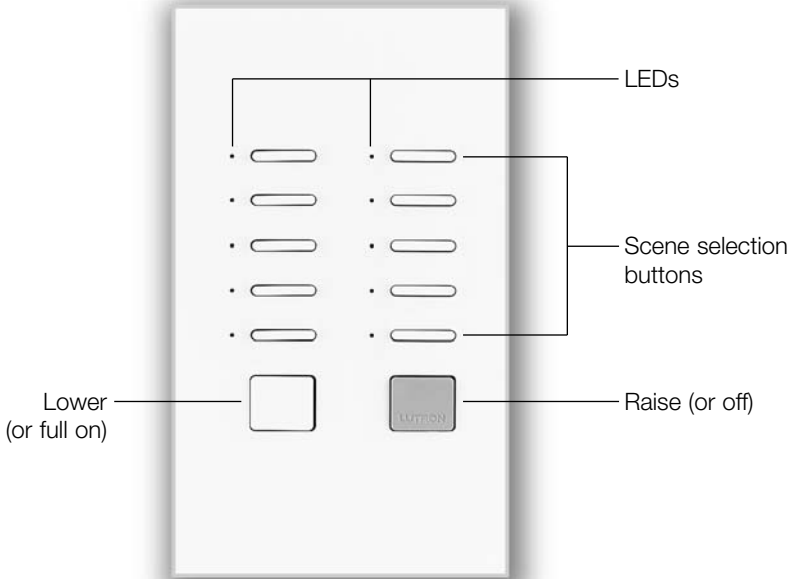 LEDs
Scene selection
buttons
Lower
(or full on)
LUTRON
Raise (or off)